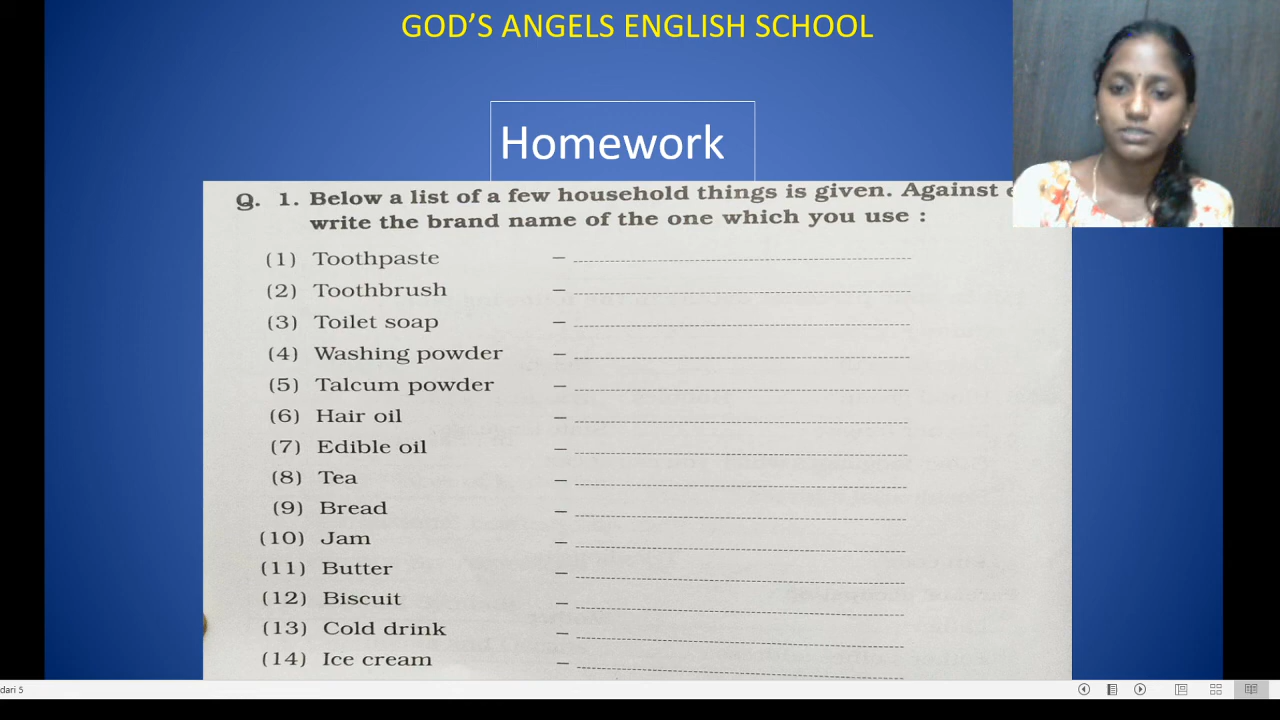 GOD’S ANGELS ENGLISH SCHOOL
Homework
Q. 1. Below a list of a few household things is given. Against
write the brand name of the one which you use :
(1) Toothpaste –
(2) Toothbrush –
(3) Toilet soap –
(4) Washing powder –
(5) Talcum powder –
(6) Hair oil –
(7) Edible oil –
(8) Tea –
(9) Bread –
(10) Jam –
(11) Butter –
(12) Biscuit –
(13) Cold drink –
(14) Ice cream –
dari 5